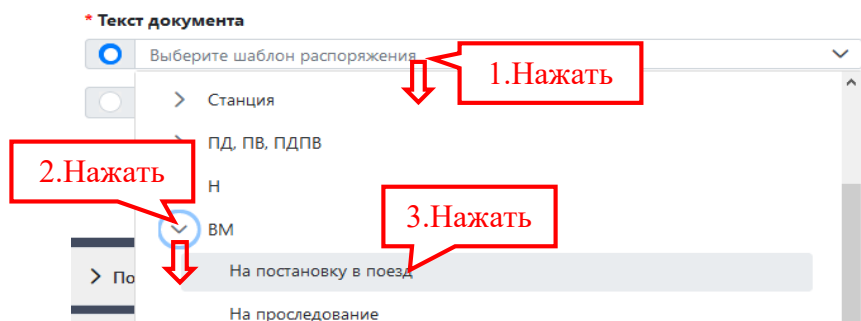 * Текст документа
Выберите шаблон распоряжения
1.Нажать
Станция
ПД, ПВ, ПДПВ
2.Нажать
Н
3.Нажать
ВМ
На постановку в поезд
По
На проследование